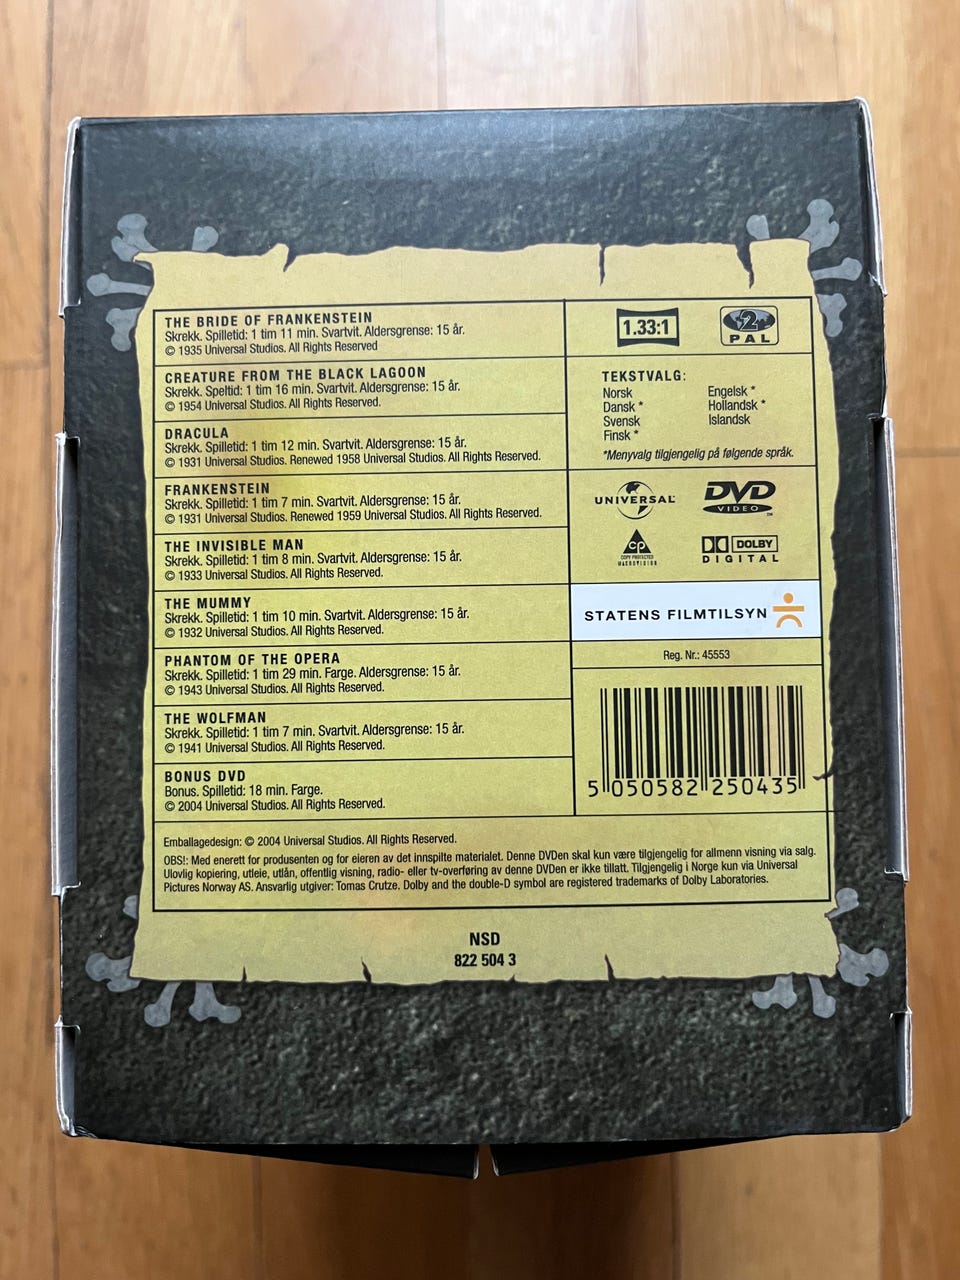 THE BRIDE OF FRANKENSTEIN
Skrekk. Spilletid: 1 tim 11 min. Svartvit. Aldersgrense: 15 år.
© 1935 Universal Studios. All Rights Reserved
CREATURE FROM THE BLACK LAGOON
Skrekk. Speltid: 1 tim 16 min. Svartvit. Aldersgrense: 15 år.
© 1954 Universal Studios. All Rights Reserved.
DRACULA
Skrekk. Spilletid: 1 tim 12 min. Svartvit. Aldersgrense: 15 år.
© 1931 Universal Studios. Renewed 1958 Universal Studios. All Rights Reserved.
FRANKENSTEIN
Skrekk. Spilletid: 1 tim 7 min. Svartvit. Aldersgrense: 15 år.
© 1931 Universal Studios. Renewed 1959 Universal Studios. All Rights Reserved.
THE INVISIBLE MAN
Skrekk. Spilletid: 1 tim 8 min. Svartvit. Aldersgrense: 15 år.
© 1933 Universal Studios. All Rights Reserved.
THE MUMMY
Skrekk. Spilletid: 1 tim 10 min. Svartvit. Aldersgrense: 15 år.
© 1932 Universal Studios. All Rights Reserved.
PHANTOM OF THE OPERA
Skrekk. Spilletid: 1 tim 29 min. Farge. Aldersgrense: 15 år.
© 1943 Universal Studios. All Rights Reserved.
THE WOLFMAN
Skrekk. Spilletid: 1 tim 7 min. Svartvit. Aldersgrense: 15 år.
© 1941 Universal Studios. All Rights Reserved.
BONUS DVD
Bonus. Spilletid: 18 min. Farge.
© 2004 Universal Studios. All Rights Reserved.
1.33:1
2
PAL
TEKSTVALG:
Norsk
Dansk *
Svensk
Finsk *
Engelsk *
Hollandsk *
Islandsk
*Menyvalg tilgjengelig på følgende språk.
UNIVERSAL
DVD
VIDEO
TM
CP
COPY PROTECTED
MACROVISION
DOLBY
DIGITAL
STATENS FILMTILSYN
Reg. Nr.: 45553
5 050582 250435
Emballagedesign: © 2004 Universal Studios. All Rights Reserved.
OBS!: Med enerett for produsenten og for eieren av det innspilte materialet. Denne DVDen skal kun være tilgjengelig for allmenn visning via salg.
Ulovlig kopiering, utleie, utlån, offentlig visning, radio- eller tv-overføring av denne DVDen er ikke tillatt. Tilgjengelig i Norge kun via Universal
Pictures Norway AS. Ansvarlig utgiver: Tomas Crutze. Dolby and the double-D symbol are registered trademarks of Dolby Laboratories.
NSD
822 504 3